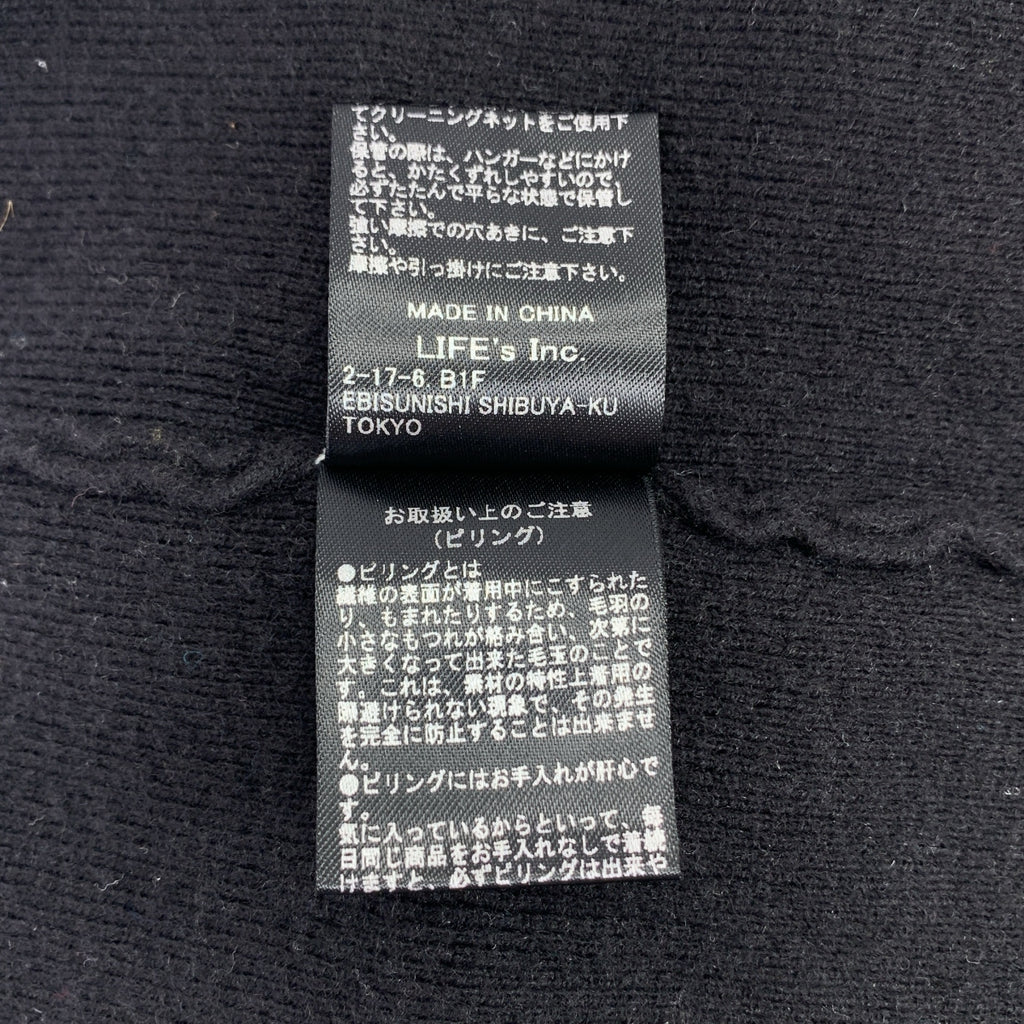 てクリーニングネットをご使用下
さい。
保管の際は、ハンガーなどにかけ
ると、かたくずれしやすいので
必ずたたんで平らな状態で保管し
て下さい。
強い摩擦での穴あきに、ご注意下
さい。
摩擦や引っ掛けにご注意下さい。
MADE IN CHINA
LIFE's Inc.
2-17-6 B1F
EBISUNISHI SHIBUYA-KU
TOKYO
お取扱い上のご注意
(ピリング)
●ピリングとは
繊維の表面が着用中にこすられた
り、もまれたりするため、毛羽の
小さなもつれが絡み合い、次第に
大きくなって出来た毛玉のことで
す。これは、素材の特性上着用の
際避けられない現象で、その発生
を完全に防止することは出来ませ
ん。
●ピリングにはお手入れが肝心で
す。
気に入っているからといって、毎
日同じ商品をお手入れなしで着続
けますと、必ずピリングは出来や